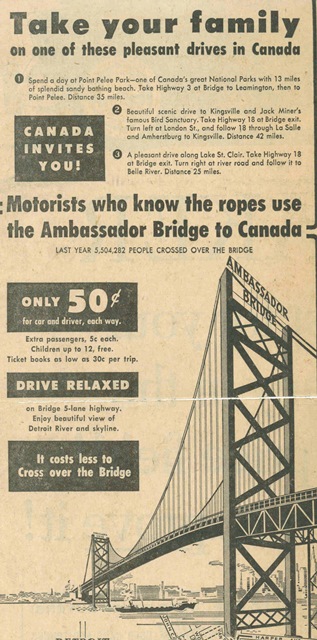 Take your family
on one of these pleasant drives in Canada
1 Spend a day at Point Pelee Park—one of Canada's great National Parks with 13 miles
of splendid sandy bathing beach. Take Highway 3 at Bridge to Leamington, then to
Point Pelee. Distance 35 miles.
CANADA
INVITES
YOU!
2 Beautiful scenic drive to Kingsville and Jack Miner's
famous Bird Sanctuary. Take Highway 18 at Bridge exit.
Turn left at London St., and follow 18 through La Salle
and Amherstburg to Kingsville. Distance 42 miles.
3 A pleasant drive along Lake St. Clair. Take Highway 18
at Bridge exit. Turn right at river road and follow it to
Belle River. Distance 25 miles.
Motorists who know the ropes use
the Ambassador Bridge to Canada
LAST YEAR 5,504,282 PEOPLE CROSSED OVER THE BRIDGE
AMBASSADOR
BRIDGE
ONLY 50¢
for car and driver, each way.
Extra passengers, 5c each.
Children up to 12, free.
Ticket books as low as 30c per trip.
DRIVE RELAXED
on Bridge 5-lane highway.
Enjoy beautiful view of
Detroit River and skyline.
It costs less to
Cross over the Bridge
DETROIT
HARPER